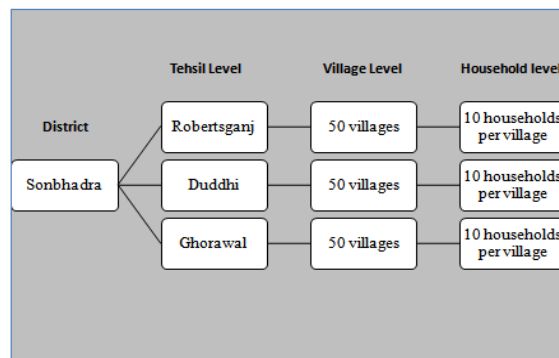 Tehsil Level
Village Level
Household level
District
Robertsganj
50 villages
10 households
per village
Sonbhadra
Duddhi
50 villages
10 households
per village
Ghorawal
50 villages
10 households
per village